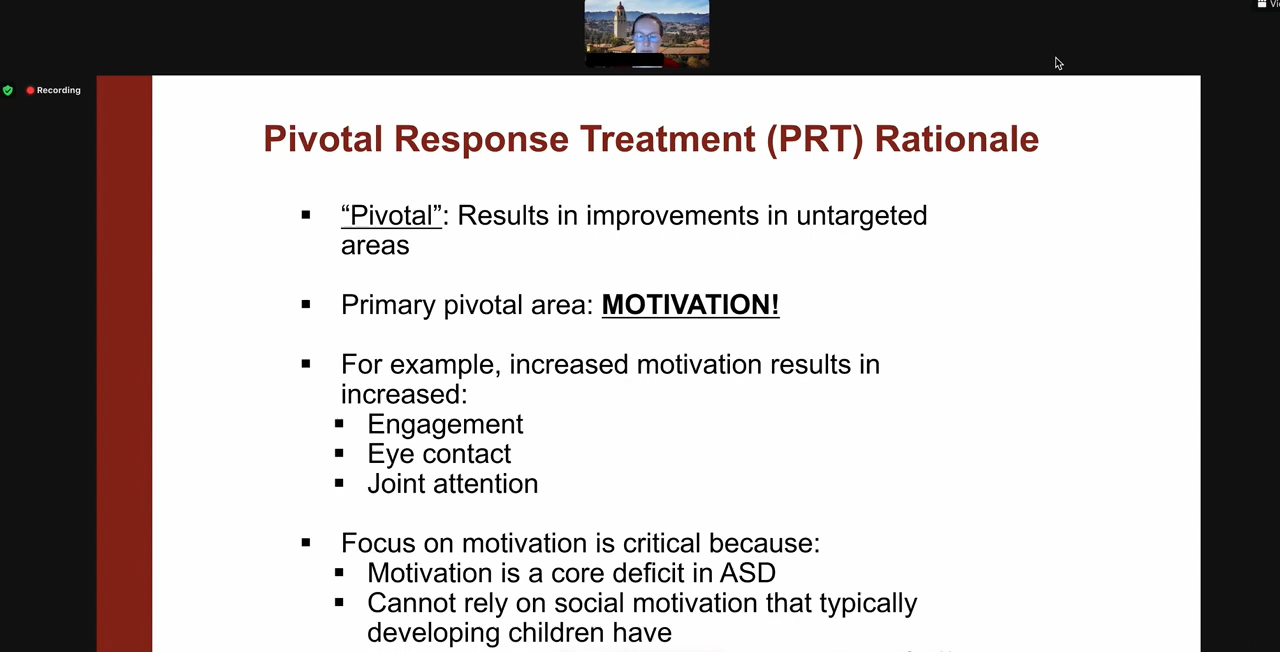 Vi
Recording
Pivotal Response Treatment (PRT) Rationale
▪ “Pivotal”: Results in improvements in untargeted
areas
▪ Primary pivotal area: MOTIVATION!
▪ For example, increased motivation results in
increased:
▪ Engagement
▪ Eye contact
▪ Joint attention
▪ Focus on motivation is critical because:
▪ Motivation is a core deficit in ASD
▪ Cannot rely on social motivation that typically
developing children have